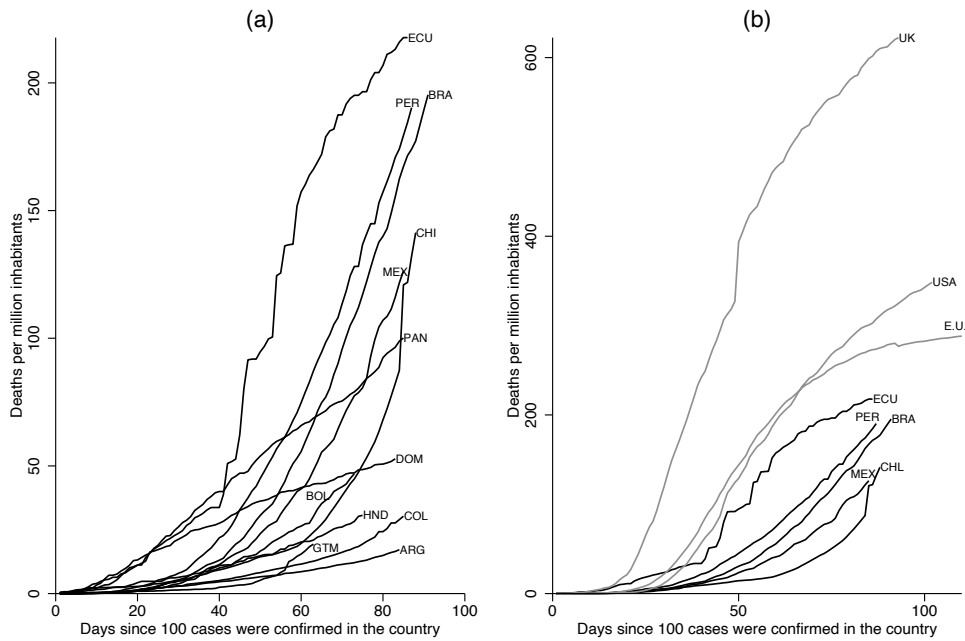 (a)
Deaths per million inhabitants
200
150
100
50
0
ECU
PER
BRA
CHI
MEX
PAN
DOM
BOL
HND
COL
GTM
ARG
0 20 40 60 80 100
Days since 100 cases were confirmed in the country
(b)
Deaths per million inhabitants
600
400
200
0
UK
USA
E.U.
ECU
PER
BRA
MEX
CHL
0 50 100
Days since 100 cases were confirmed in the country